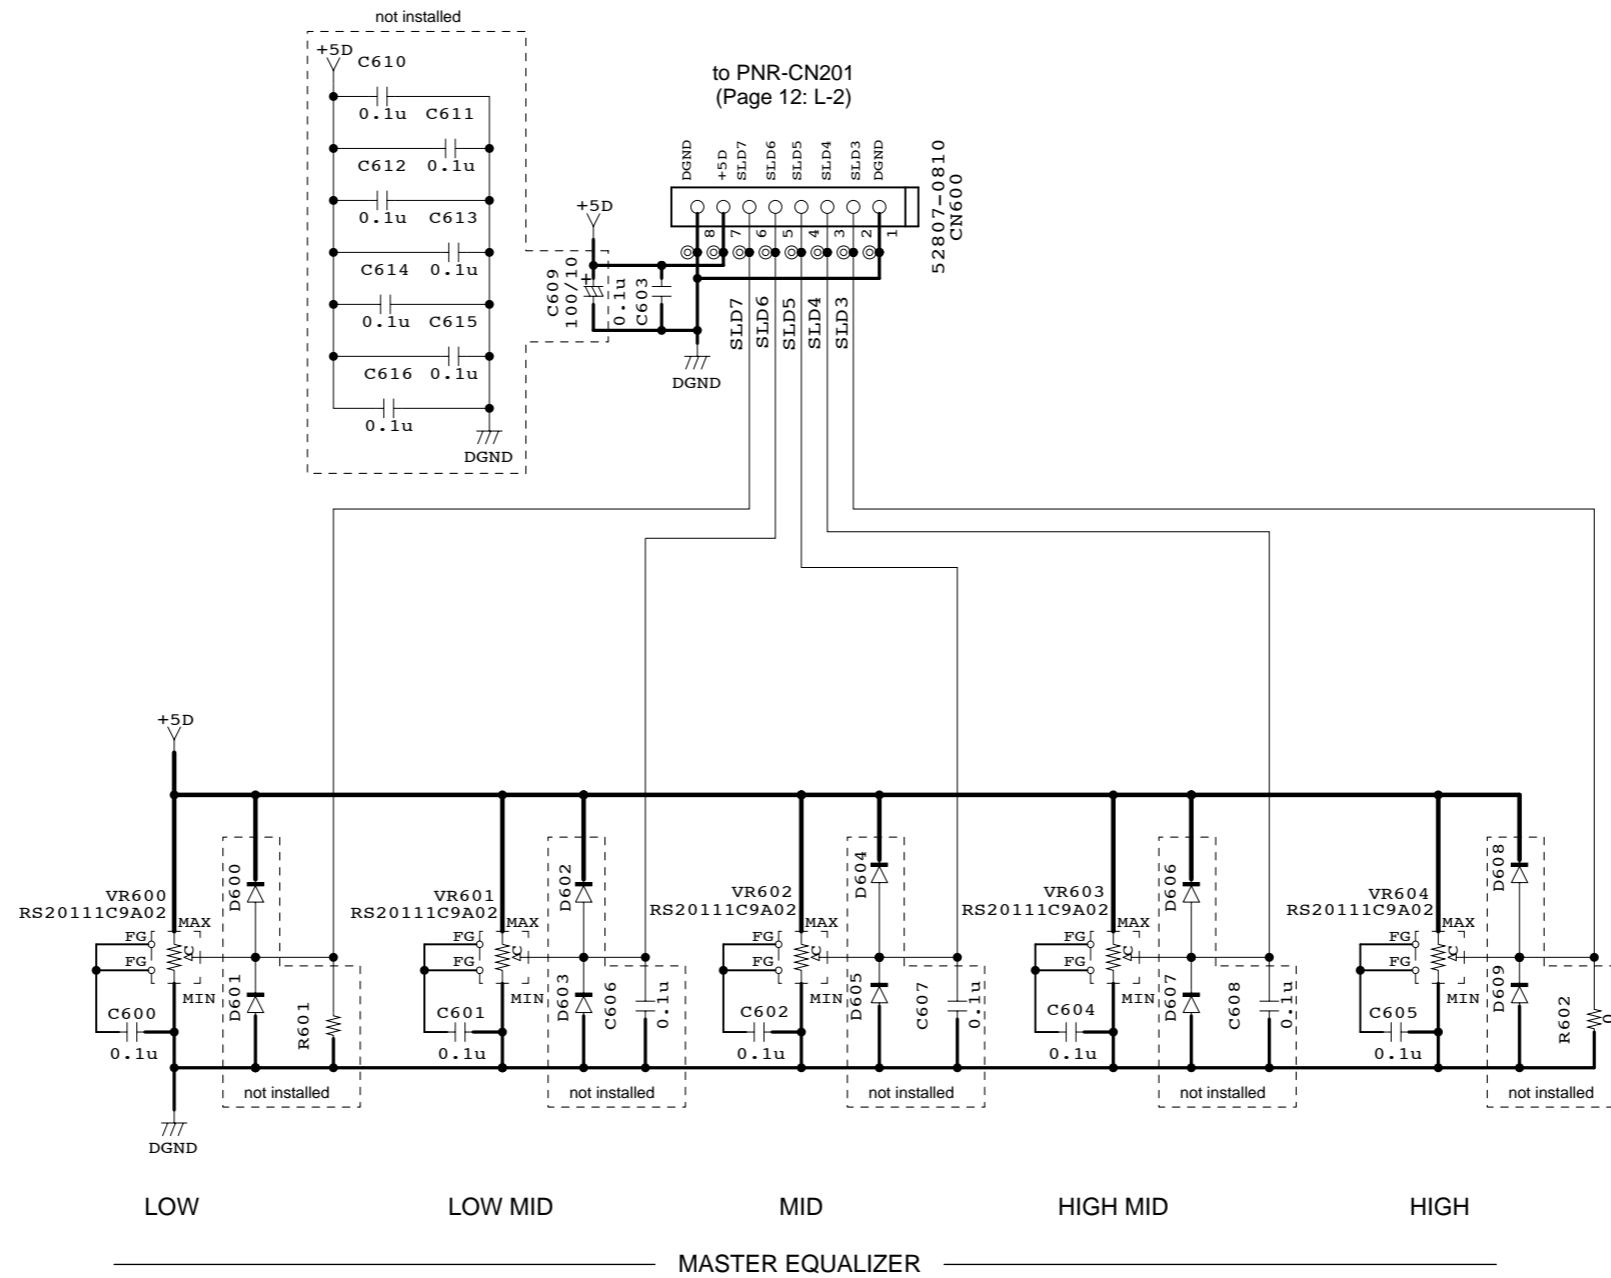 not installed
+5D
C610
0.1u C611
C612 0.1u
0.1u C613
C614 0.1u
0.1u C615
C616 0.1u
0.1u
DGND
to PNR-CN201
(Page 12: L-2)
DGND
+5D
SLD7
SLD6
SLD5
SLD4
SLD3
DGND
8 7 6 5 4 3 2 1
52807-0810
CN600
+5D
C609
100/10
+
0.1u
C603
DGND
SLD7
SLD6
SLD5
SLD4
SLD3
+5D
VR600
RS20111C9A02
MAX
FG
FG
C
MIN
C600
0.1u
D600
D601
R601
not installed
DGND
VR601
RS20111C9A02
MAX
FG
FG
C
MIN
C601
0.1u
D602
D603
C606
0.1u
not installed
VR602
RS20111C9A02
MAX
FG
FG
C
MIN
C602
0.1u
D604
D605
C607
0.1u
not installed
VR603
RS20111C9A02
MAX
FG
FG
C
MIN
C604
0.1u
D606
D607
C608
0.1u
not installed
VR604
RS20111C9A02
MAX
FG
FG
C
MIN
C605
0.1u
D608
D609
R602
not installed
LOW
LOW MID
MID
HIGH MID
HIGH
MASTER EQUALIZER